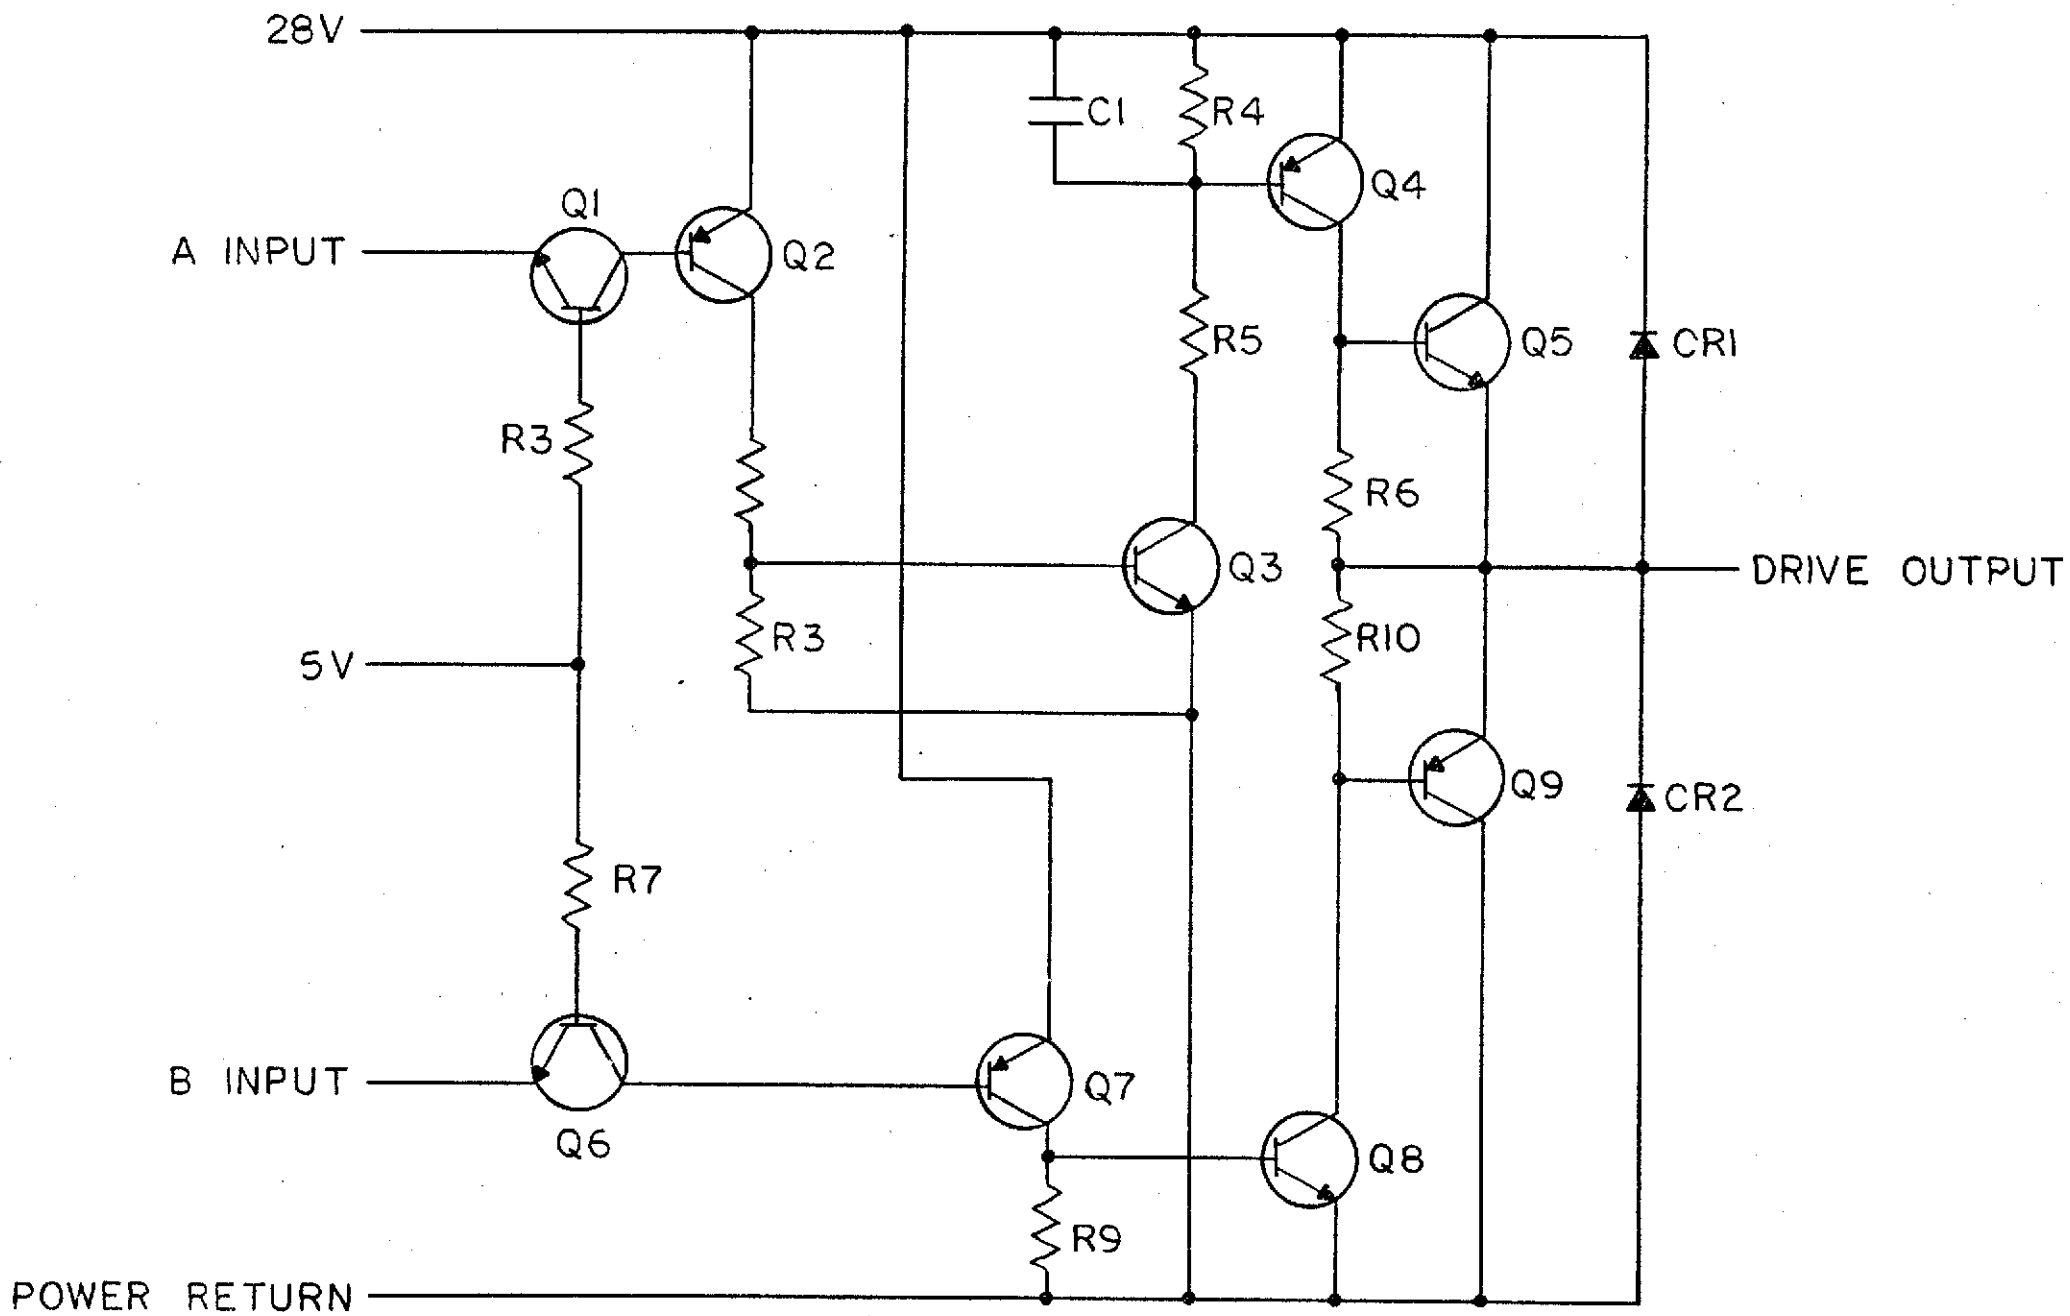 28V
C1
R4
Q4
Q1
A INPUT
Q2
R5
Q5
CR1
R3
R6
Q3
DRIVE OUTPUT
5V
R3
R10
Q9
CR2
R7
B INPUT
Q7
Q6
Q8
R9
POWER RETURN